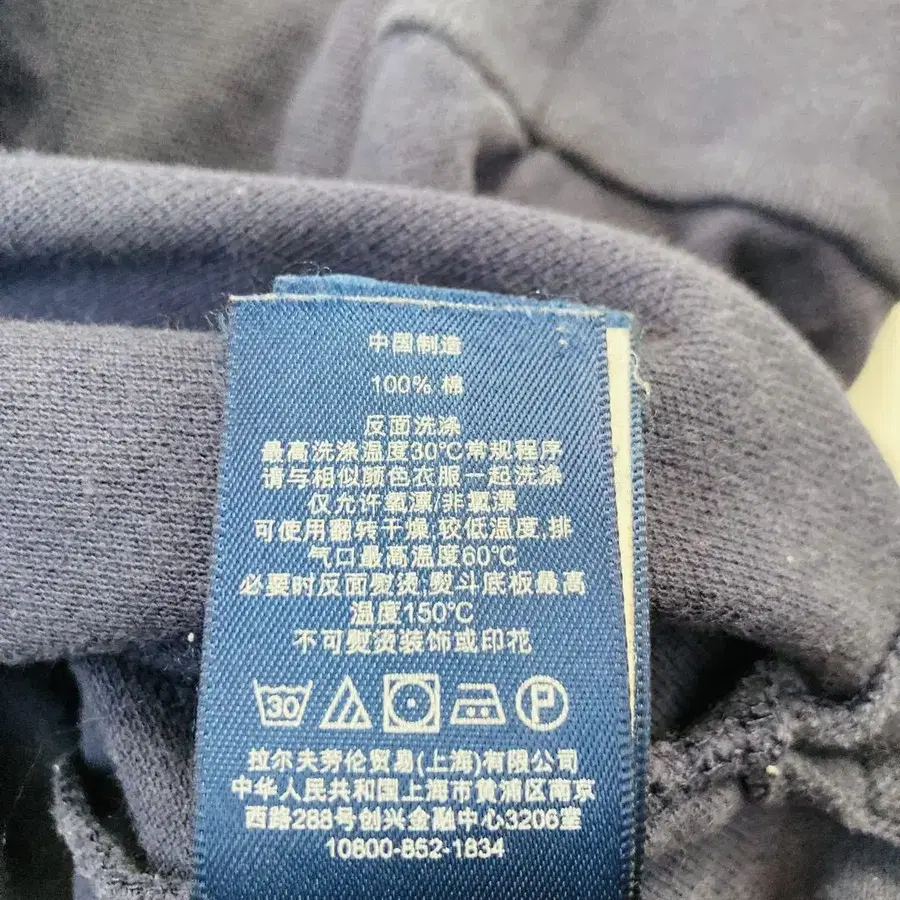 中国制造
100% 棉
反面洗涤
最高洗涤温度30℃常规程序
请与相似颜色衣服一起洗涤
仅允许氧漂/非氯漂
可使用翻转干燥,较低温度,排
气口最高温度60℃
必要时反面熨烫,熨斗底板最高
温度150℃
不可熨烫装饰或印花
30 P
拉尔夫劳伦贸易(上海)有限公司
中华人民共和国上海市黄浦区南京
西路288号创兴金融中心3206室
10800-852-1834